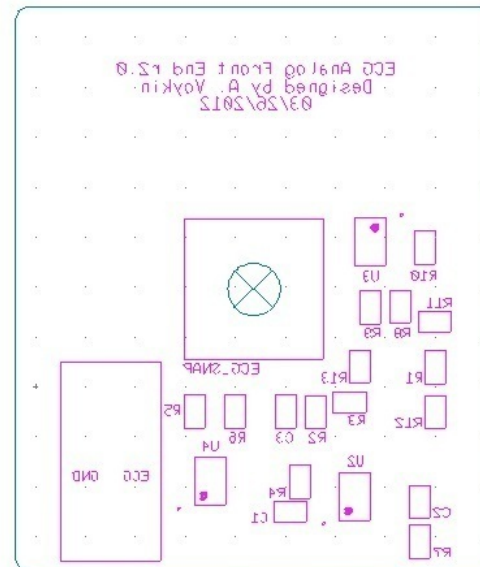 ECG Analog Front End r2.0
Designed by A. Voykin
03/26/2012
U3
R10
R11
R9
R8
ECG_SNAP
R13
R1
R5
R6
C3
R2
R3
R12
U4
U2
ECG
GND
R4
C1
C2
R7